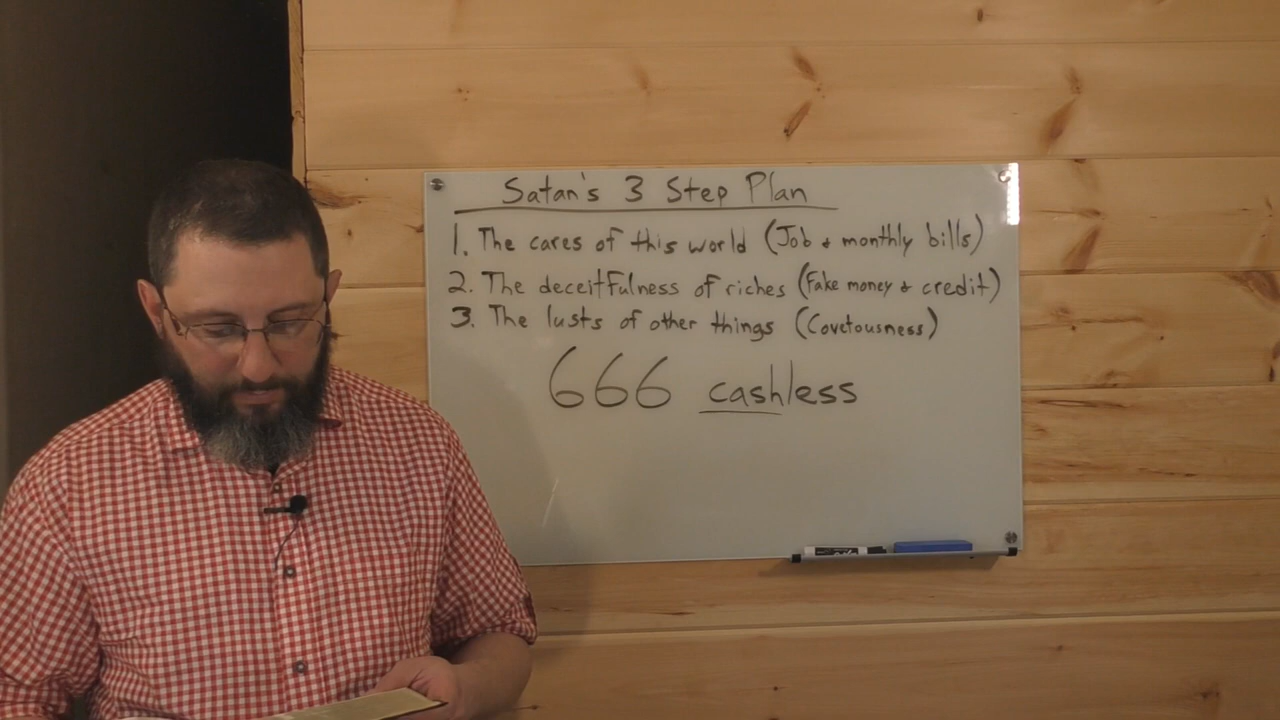 Satan's 3 Step Plan
1. The cares of this world (Job & monthly bills)
2. The deceitfulness of riches (Fake money & credit)
3. The lusts of other things (Covetousness)
666 cashless